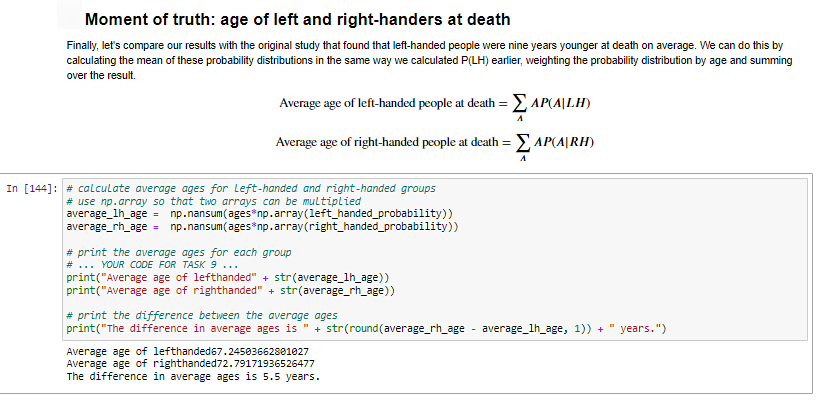 Moment of truth: age of left and right-handers at death
Finally, let's compare our results with the original study that found that left-handed people were nine years younger at death on average. We can do this by
calculating the mean of these probability distributions in the same way we calculated P(LH) earlier, weighting the probability distribution by age and summing
over the result.
Average age of left-handed people at death = ∑ AP(A|LH)
A
Average age of right-handed people at death = ∑ AP(A|RH)
A
In [144]: # calculate average ages for left-handed and right-handed groups
# use np.array so that two arrays can be multiplied
average_lh_age =  np.nansum(ages*np.array(left_handed_probability))
average_rh_age =  np.nansum(ages*np.array(right_handed_probability))
# print the average ages for each group
# ... YOUR CODE FOR TASK 9 ...
print("Average age of lefthanded" + str(average_lh_age))
print("Average age of righthanded" + str(average_rh_age))
# print the difference between the average ages
print("The difference in average ages is " + str(round(average_rh_age - average_lh_age, 1)) + " years.")
Average age of lefthanded67.24503662801027
Average age of righthanded72.79171936526477
The difference in average ages is 5.5 years.